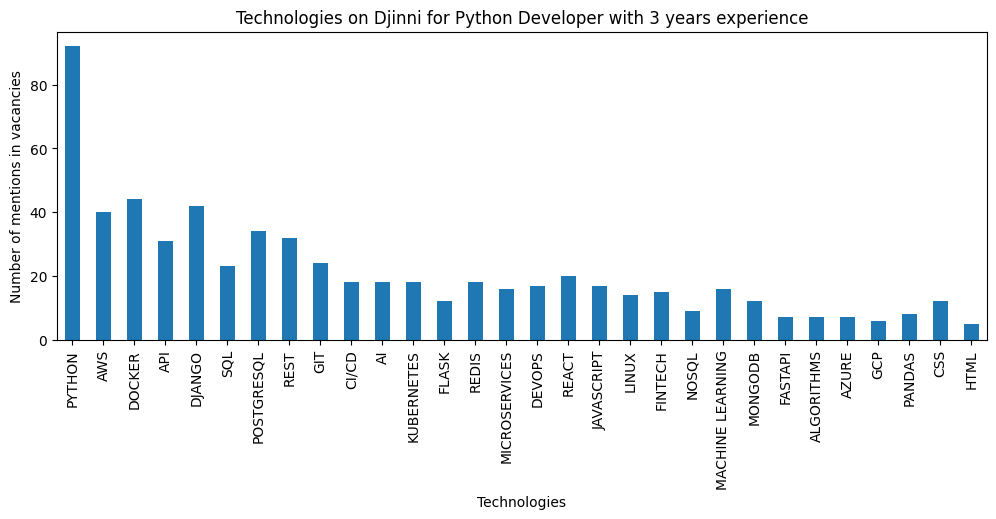 Technologies on Djinni for Python Developer with 3 years experience
Number of mentions in vacancies
80
60
40
20
0
PYTHON
AWS
DOCKER
API
DJANGO
SQL
POSTGRESQL
REST
GIT
CI/CD
AI
KUBERNETES
FLASK
REDIS
MICROSERVICES
DEVOPS
REACT
JAVASCRIPT
LINUX
FINTECH
NOSQL
MACHINE LEARNING
MONGODB
FASTAPI
ALGORITHMS
AZURE
GCP
PANDAS
CSS
HTML
Technologies